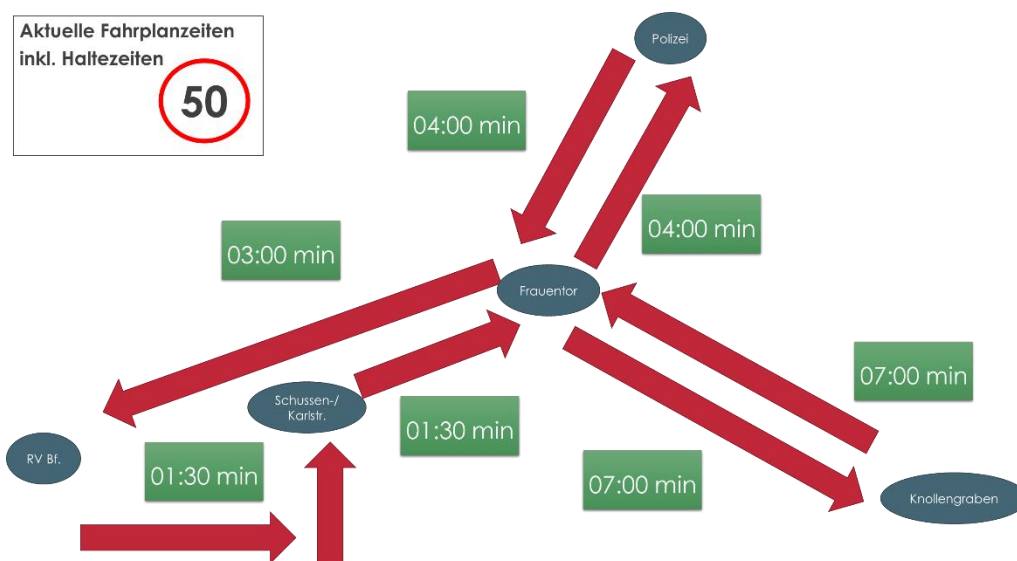 Aktuelle Fahrplanzeiten
inkl. Haltezeiten
50
Polizei
04:00 min
04:00 min
03:00 min
Frauentor
07:00 min
Schussen-/
Karlstr.
01:30 min
RV Bf.
01:30 min
07:00 min
Knollengraben